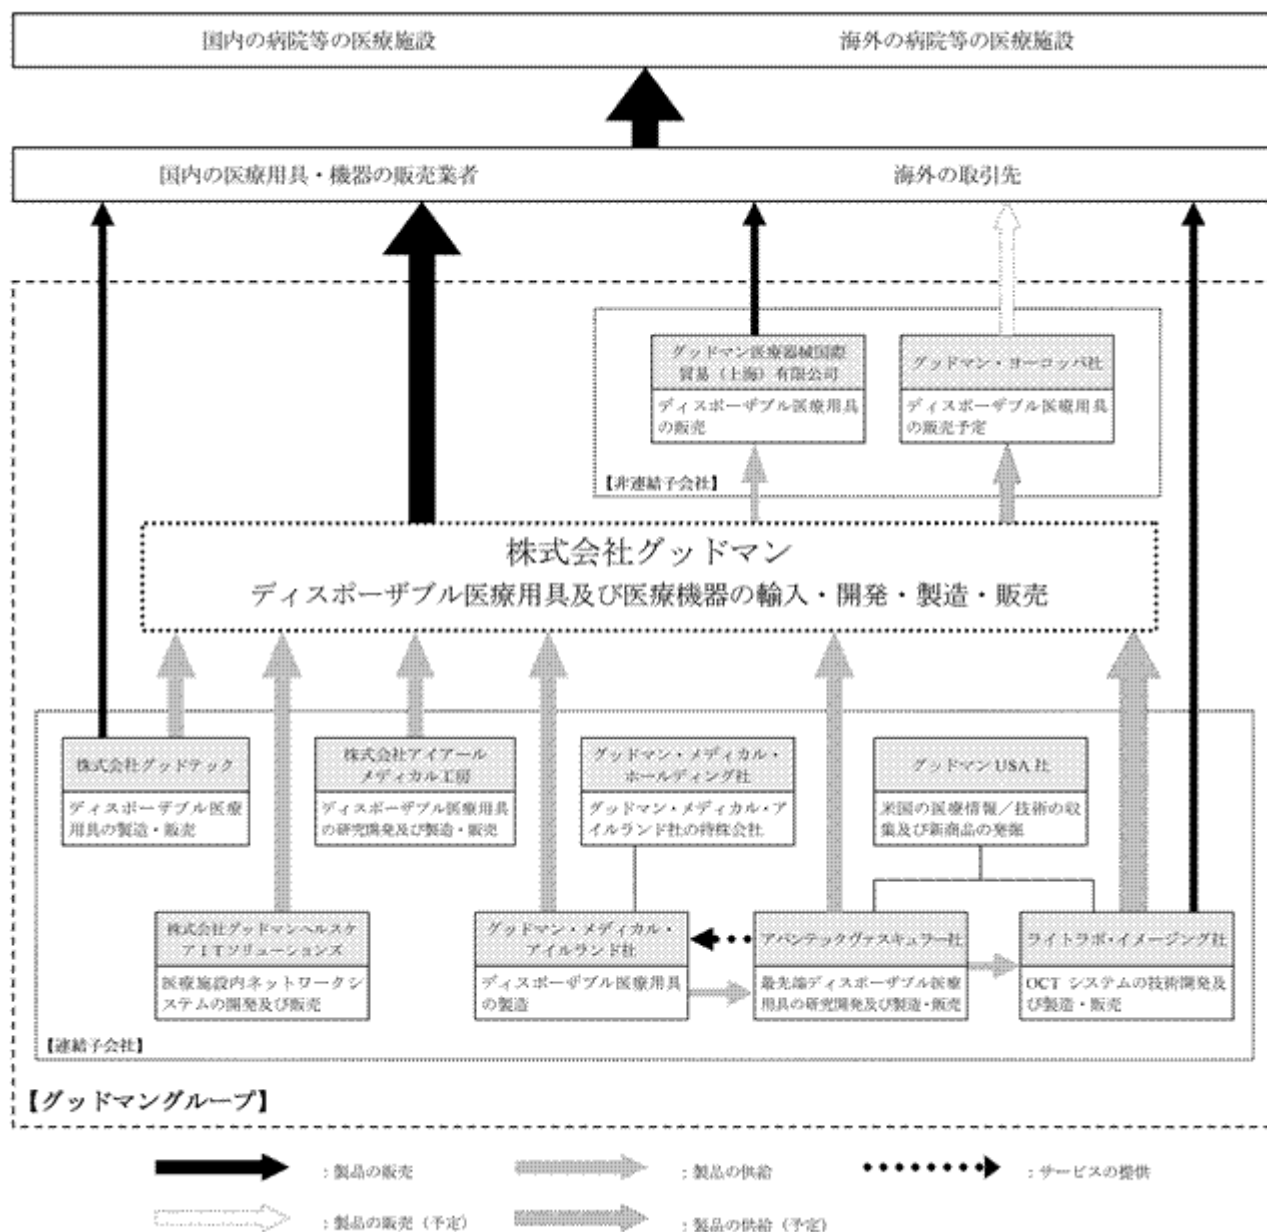 国内の病院等の医療施設
海外の病院等の医療施設
国内の医療用具・機器の販売業者
海外の取引先
グッドマン医療器械国際
貿易（上海）有限公司
ディスポーザブル医療用具
の販売
グッドマン・ヨーロッパ社
ディスポーザブル医療用具
の販売予定
【非連結子会社】
株式会社グッドマン
ディスポーザブル医療用具及び医療機器の輸入・開発・製造・販売
株式会社グッドテック
ディスポーザブル医療
用具の製造・販売
株式会社アイアール
メディカル工房
ディスポーザブル医療用具
の研究開発及び製造・販売
グッドマン・メディカル・
ホールディング社
グッドマン・メディカル・ア
イルランド社の持株会社
グッドマンUSA社
米国の医療情報／技術の収
集及び新商品の発掘
株式会社グッドマンヘルスケ
アITソリューションズ
医療施設内ネットワークシ
ステムの開発及び販売
グッドマン・メディカル・
アイルランド社
ディスポーザブル医療用具
の製造
アバンテックヴァスキュラー社
最先端ディスポーザブル医療
用具の研究開発及び製造・販売
ライトラボ・イメージング社
OCT システムの技術開発及
び製造・販売
【連結子会社】
【グッドマングループ】
：製品の販売
：製品の供給
：サービスの提供
：製品の販売（予定）
：製品の供給（予定）